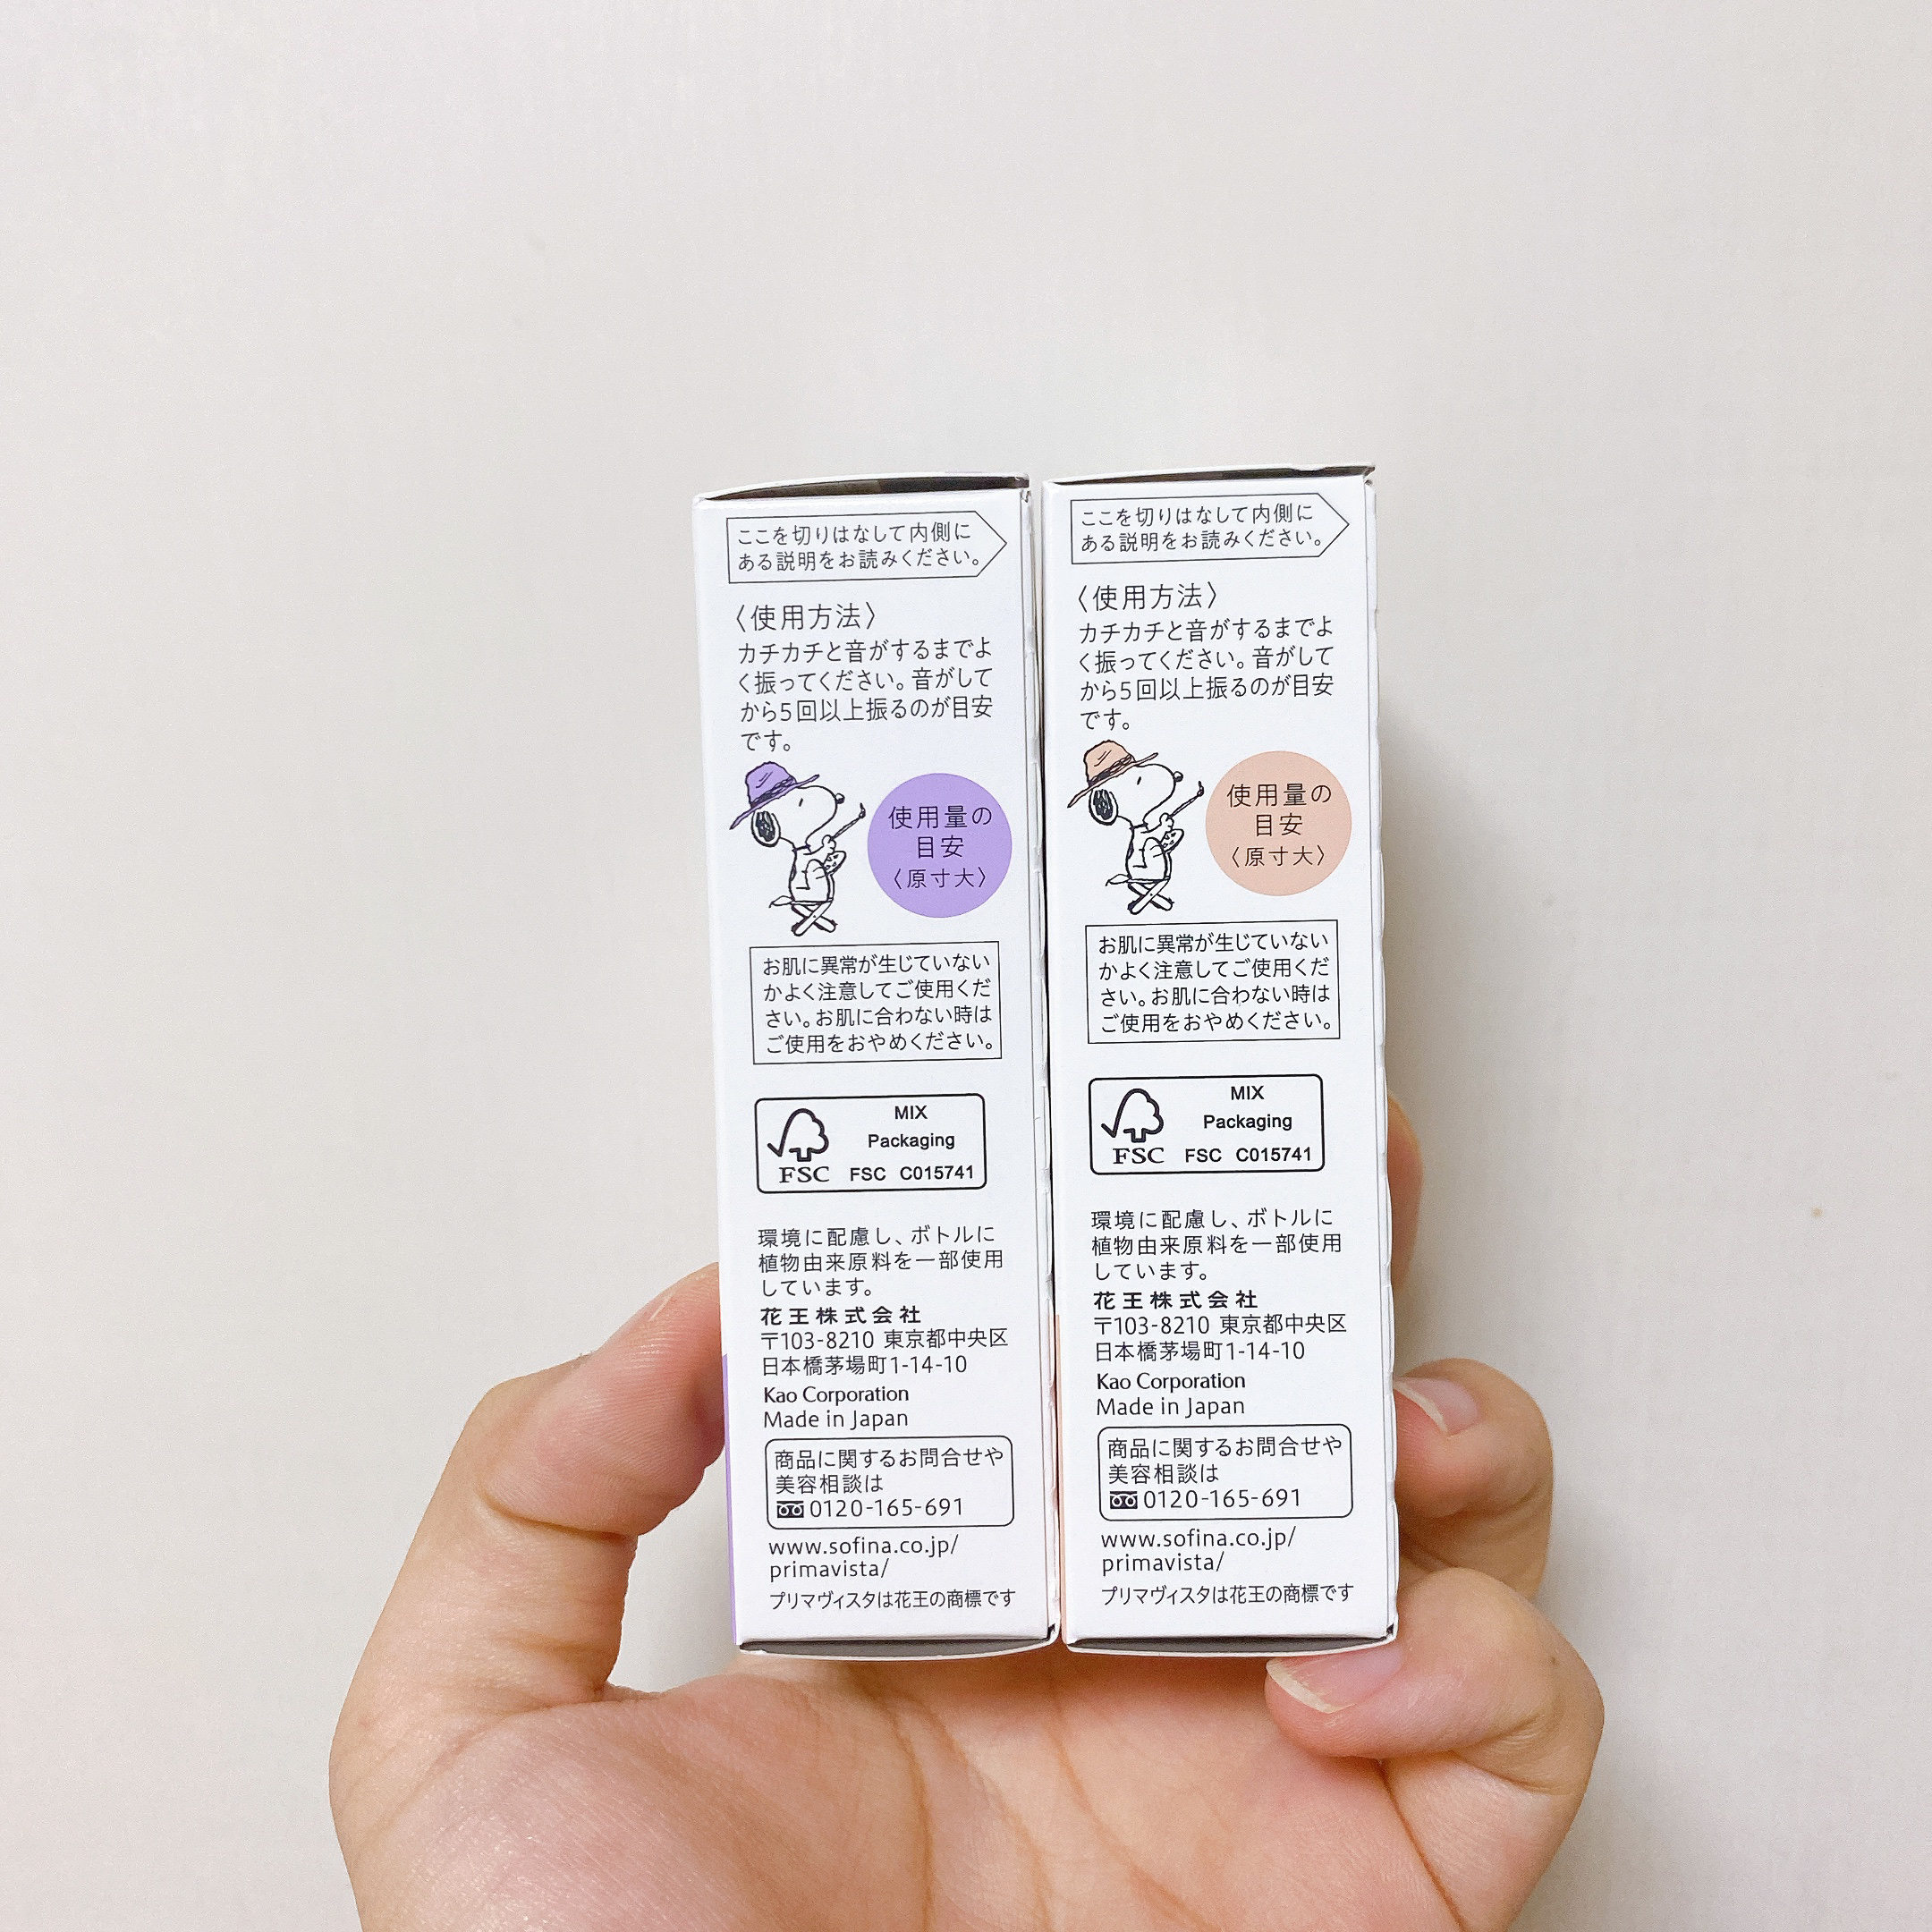 ここを切りはなして内側に
ある説明をお読みください。
〈使用方法〉
カチカチと音がするまでよ
く振ってください。音がして
から5回以上振るのが目安
です。
使用量の
目安
〈原寸大〉
お肌に異常が生じていない
かよく注意してご使用くだ
さい。お肌に合わない時は
ご使用をおやめください。
MIX
Packaging
FSC FSC C015741
環境に配慮し、ボトルに
植物由来原料を一部使用
しています。
花王株式会社
〒103-8210 東京都中央区
日本橋茅場町1-14-10
Kao Corporation
Made in Japan
商品に関するお問合せや
美容相談は
0120-165-691
www.sofina.co.jp/
primavista/
プリマヴィスタは花王の商標です
ここを切りはなして内側に
ある説明をお読みください。
〈使用方法〉
カチカチと音がするまでよ
く振ってください。音がして
から5回以上振るのが目安
です。
使用量の
目安
〈原寸大〉
お肌に異常が生じていない
かよく注意してご使用くだ
さい。お肌に合わない時は
ご使用をおやめください。
MIX
Packaging
FSC FSC C015741
環境に配慮し、ボトルに
植物由来原料を一部使用
しています。
花王株式会社
〒103-8210 東京都中央区
日本橋茅場町1-14-10
Kao Corporation
Made in Japan
商品に関するお問合せや
美容相談は
0120-165-691
www.sofina.co.jp/
primavista/
プリマヴィスタは花王の商標です